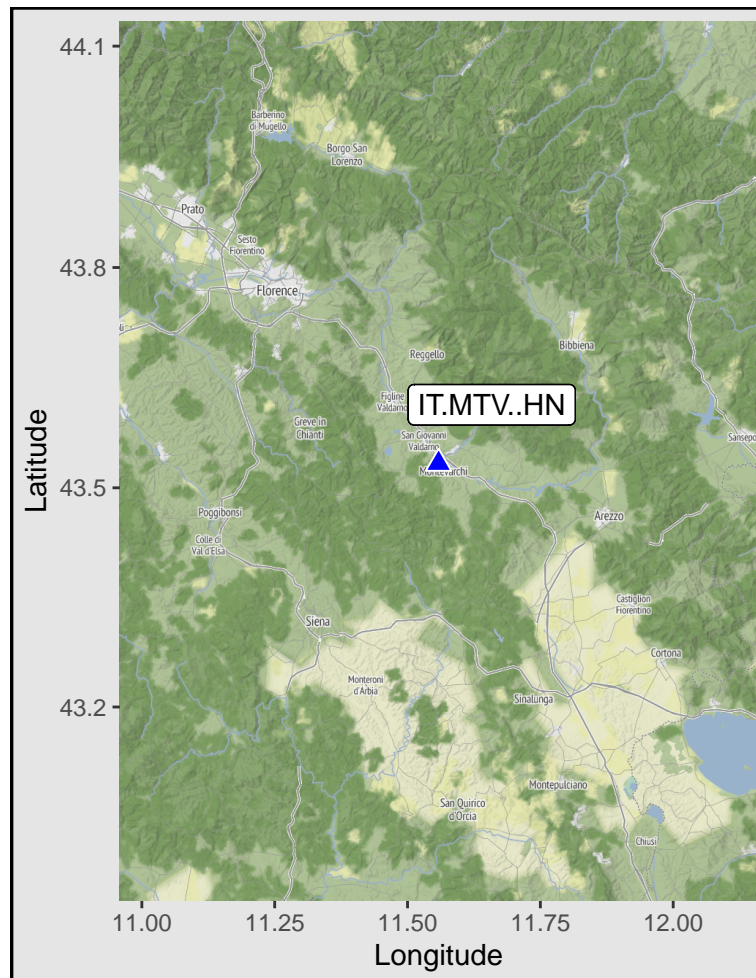 44.1
43.8
43.5
43.2
Latitude
11.00
11.25
11.50
11.75
12.00
Longitude
Barberino
di Mugello
Borgo San
Lorenzo
Prato
Sesto
Fiorentino
Florence
Reggello
Bibbiena
Figline
Valdarno
IT.MTV..HN
Greve in
Chianti
San Giovanni
Valdarno
Sansepo
Montevarchi
Poggibonsi
Arezzo
Colle di
Val d'Elsa
Castiglion
Fiorentino
Siena
Cortona
Monteroni
d'Arbia
Sinalunga
Montepulciano
San Quirico
d'Orcia
Chiusi